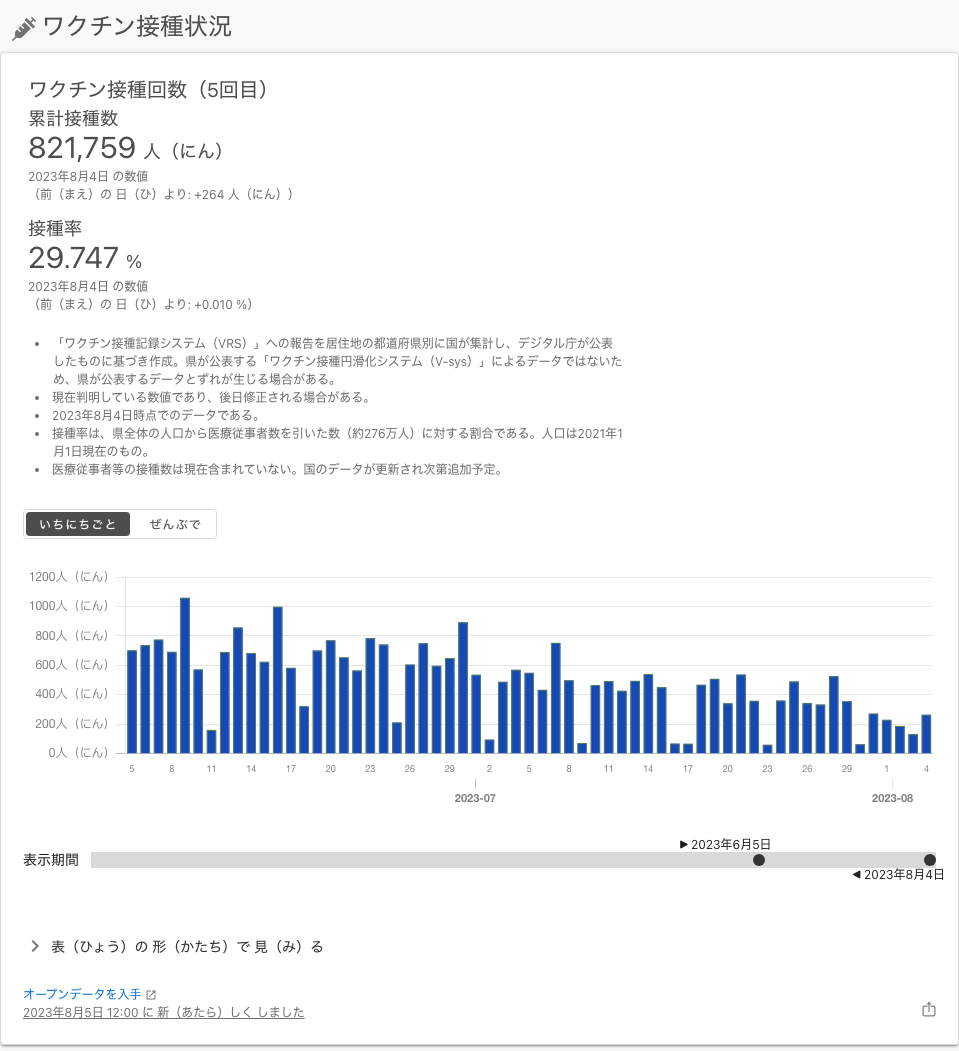 ワクチン接種状況
ワクチン接種回数（5回目）
累計接種数
821,759 人（にん）
2023年8月4日 の数値
（前（まえ）の 日（ひ）より: +264 人（にん））
接種率
29.747 %
2023年8月4日 の数値
（前（まえ）の 日（ひ）より: +0.010 %）
「ワクチン接種記録システム（VRS）」への報告を居住地の都道府県別に国が集計し、デジタル庁が公表
したものに基づき作成。県が公表する「ワクチン接種円滑化システム（V-sys）」によるデータではないた
め、県が公表するデータとずれが生じる場合がある。
現在判明している数値であり、後日修正される場合がある。
2023年8月4日時点でのデータである。
接種率は、県全体の人口から医療従事者数を引いた数（約276万人）に対する割合である。人口は2021年1
月1日現在のもの。
医療従事者等の接種数は現在含まれていない。国のデータが更新され次第追加予定。
いちにちごと ぜんぶで
1200人（にん）
1000人（にん）
800人（にん）
600人（にん）
400人（にん）
200人（にん）
0人（にん）
5 8 11 14 17 20 23 26 29 2 5 8 11 14 17 20 23 26 29 1 4
2023-07 2023-08
▶ 2023年6月5日
表示期間
◀ 2023年8月4日
表（ひょう）の 形（かたち）で 見（み）る
オープンデータを入手
2023年8月5日 12:00 に 新（あたら）しく しました